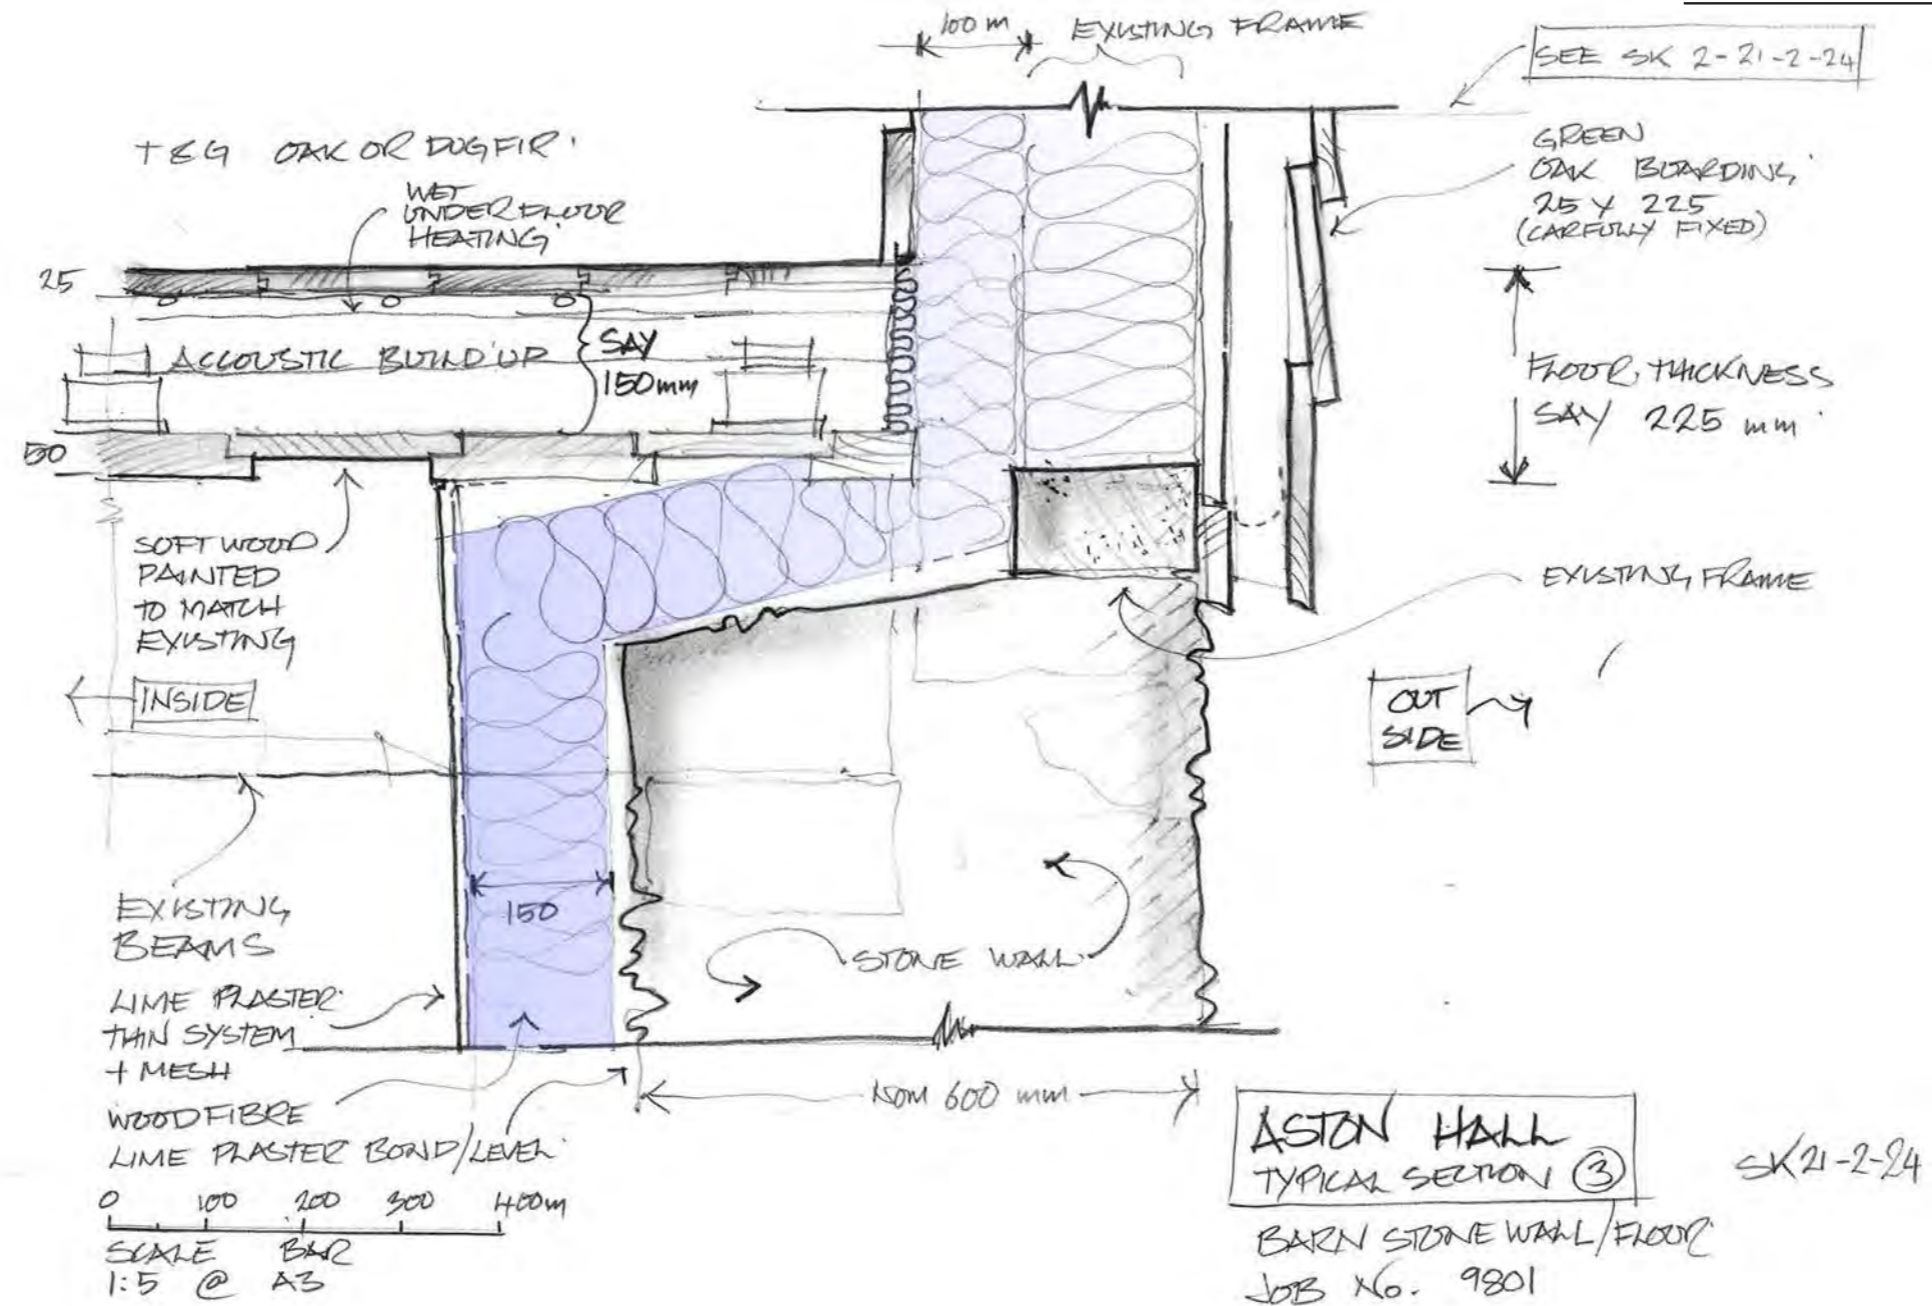 100 m
EXISTING FRAME
SEE SK 2-21-2-24
T & G OAK OR DUGFIR.
WET
UNDERFLOOR
HEATING
GREEN
OAK BOARDING
25 X 225
(CARFULLY FIXED)
25
ACCOUSTIC BUILD UP
SAY
150mm
FLOOR THICKNESS
SAY 225 mm
50
SOFT WOOD
PAINTED
TO MATCH
EXISTING
EXISTING FRAME
INSIDE
OUT
SIDE
EXISTING
BEAMS
150
STONE WALL
LIME PLASTER
THIN SYSTEM
+ MESH
WOODFIBRE
LIME PLASTER BOND/LEVEL
NOM 600 mm
0 100 200 300 400m
SCALE BAR
1:5 @ A3
ASTON HALL
TYPICAL SECTION 3
SK21-2-24
BARN STONE WALL/FLOOR
JOB No. 9801